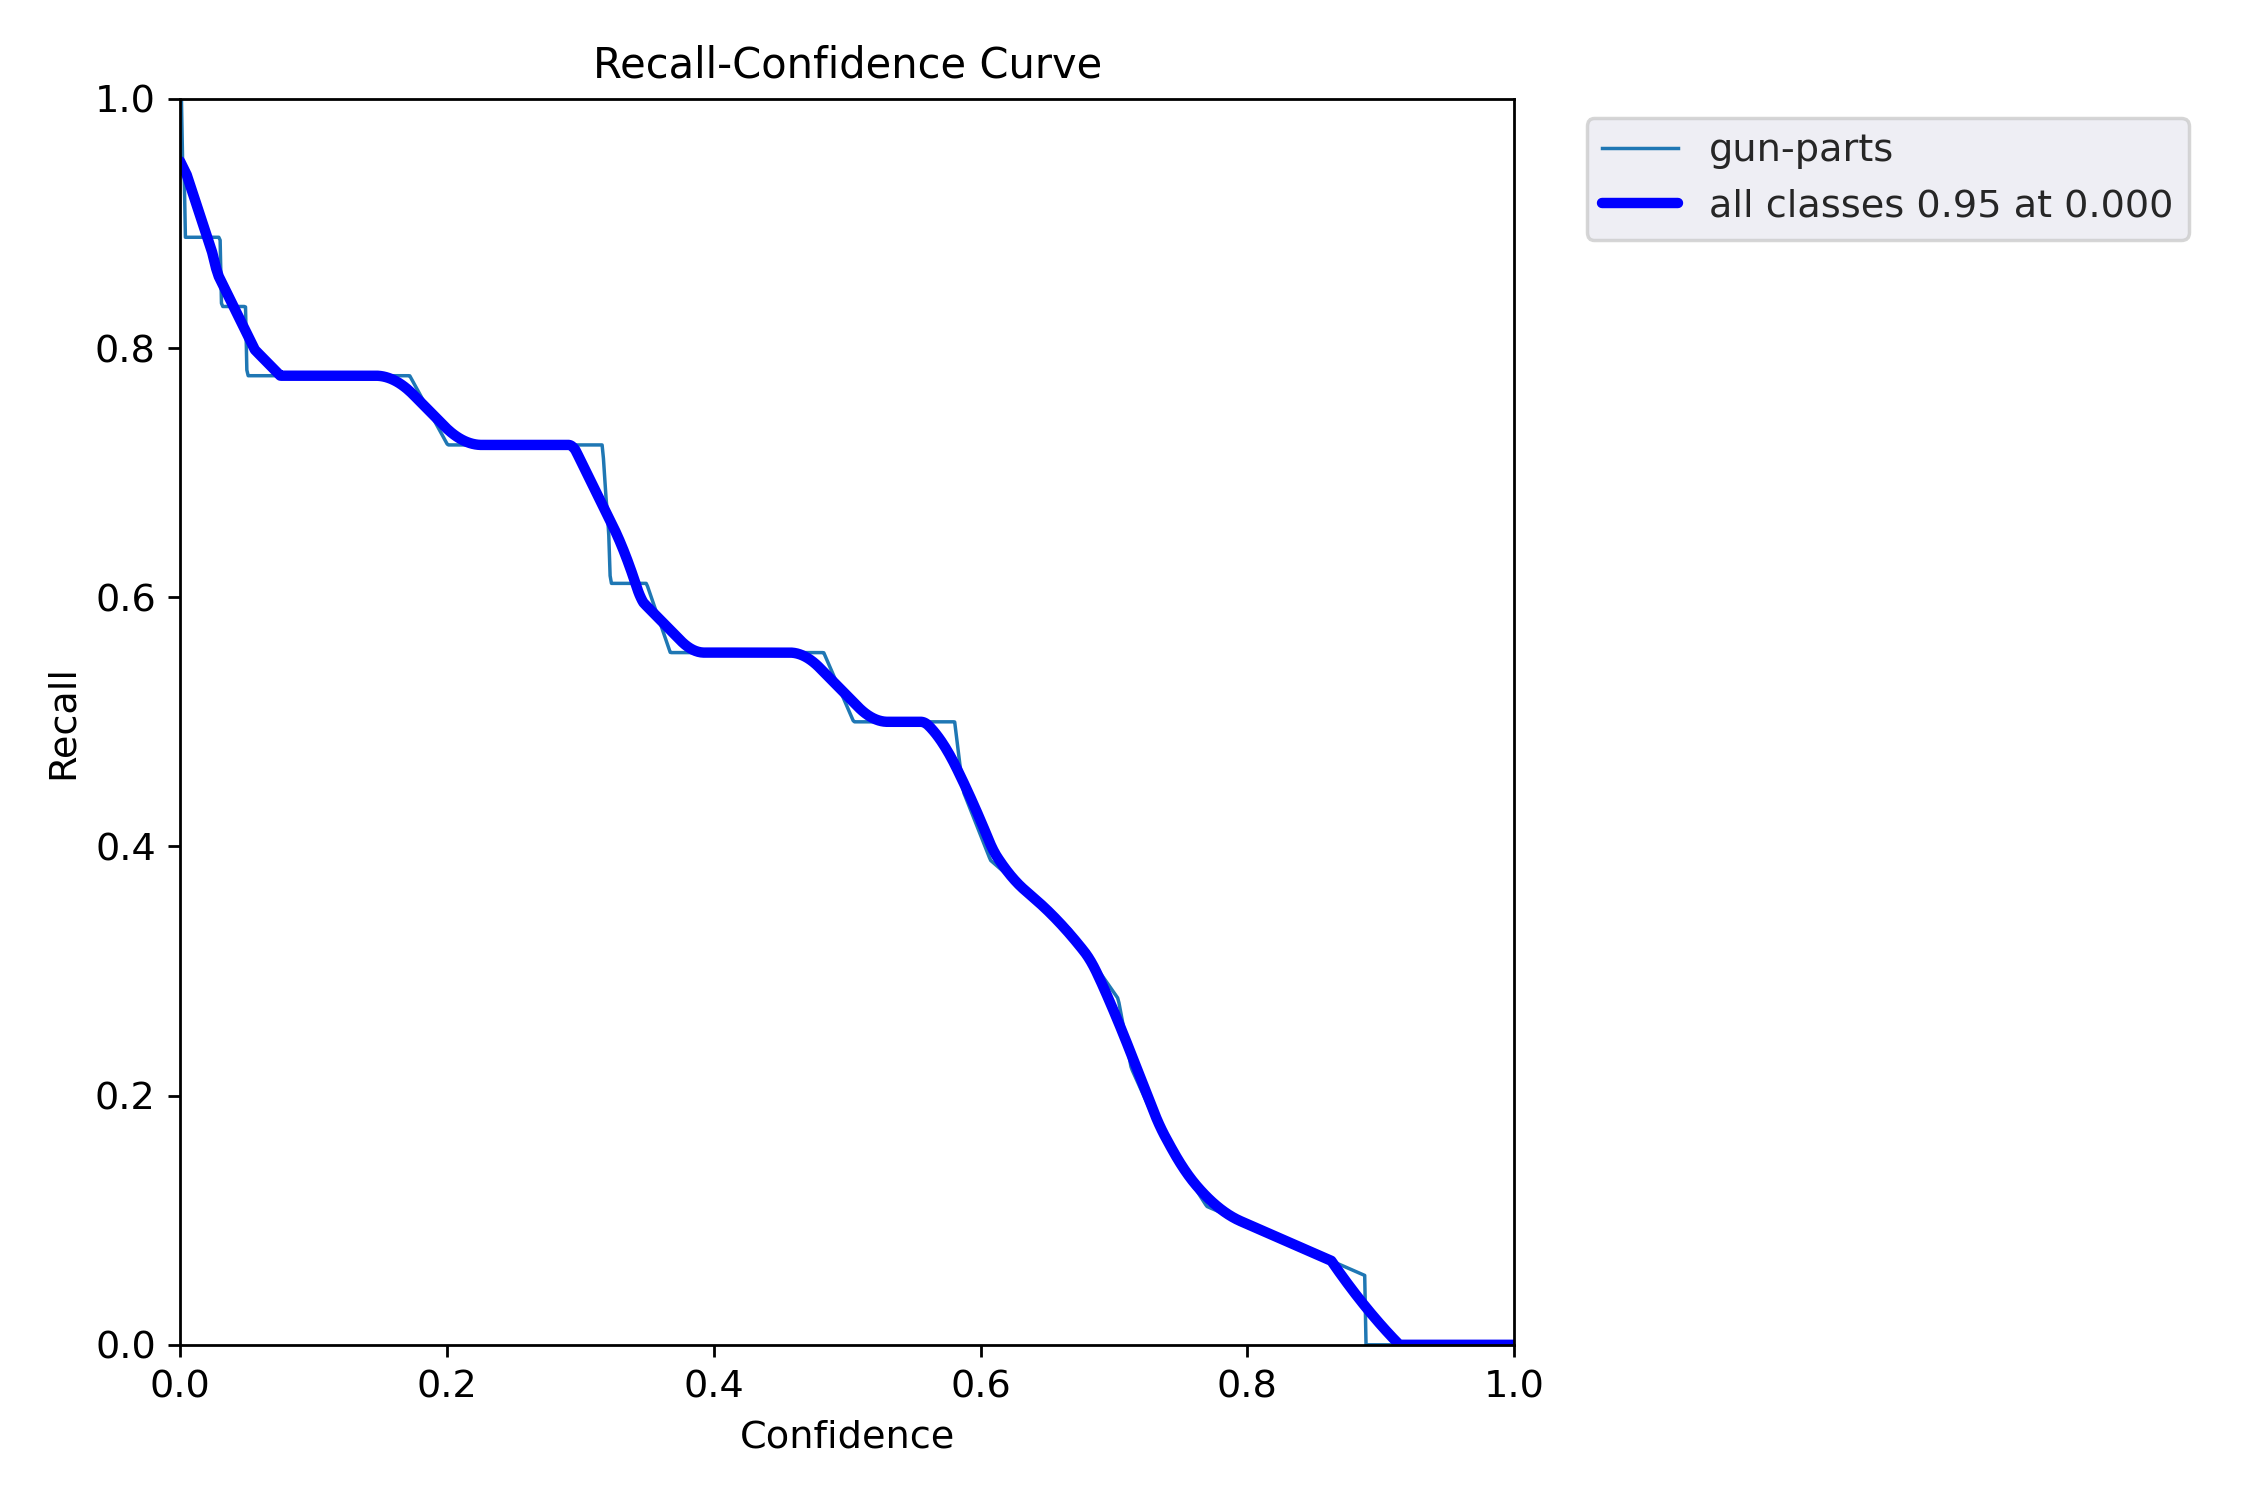 Recall-Confidence Curve
gun-parts
all classes 0.95 at 0.000
1.0
0.8
0.6
0.4
0.2
0.0
Recall
0.0 0.2 0.4 0.6 0.8 1.0
Confidence